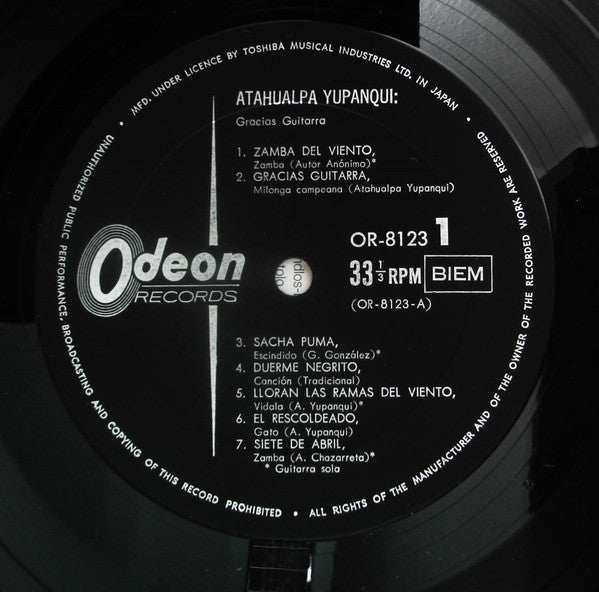 • MFD. UNDER LICENCE BY TOSHIBA MUSICAL INDUSTRIES LTD. IN JAPAN •
ATAHUALPA YUPANQUI:
Gracias Guitarra
1. ZAMBA DEL VIENTO,
Zamba (Autor Anónimo)*
2. GRACIAS GUITARRA,
Milonga campeana (Atahualpa Yupanqui)
Odeon
RECORDS
OR-8123 1
33 1/3 RPM BIEM
(OR-8123-A)
3. SACHA PUMA,
Escindido (G. González)*
4. DUERME NEGRITO,
Canción (Tradicional)
5. LLORAN LAS RAMAS DEL VIENTO,
Vidala (A. Yupanqui)*
6. EL RESCOLDEADO,
Gato (A. Yupanqui)
7. SIETE DE ABRIL,
Zamba (A. Chazarreta)*
* Guitarra sola
UNAUTHORIZED PUBLIC PERFORMANCE, BROADCASTING AND COPYING OF THIS RECORD PROHIBITED • ALL RIGHTS OF THE MANUFACTURER AND OF THE OWNER OF THE RECORDED WORK ARE RESERVED